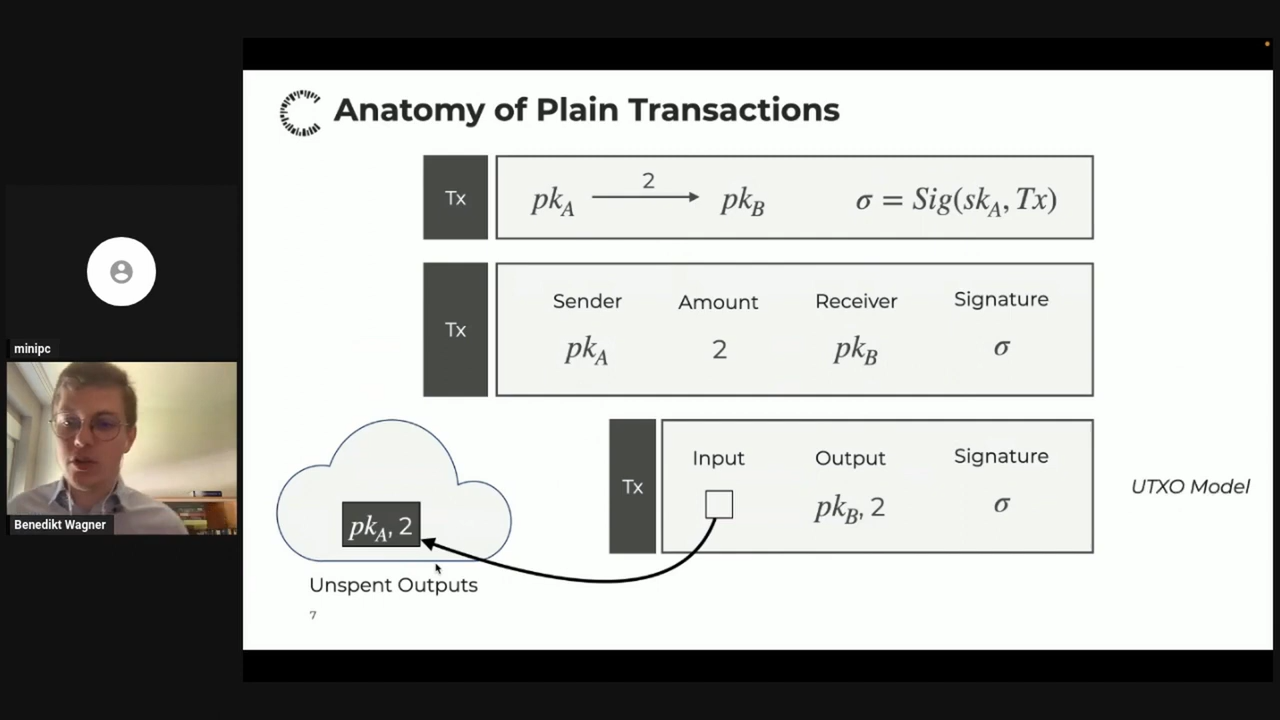 Anatomy of Plain Transactions
Tx
pk_A 2 → pk_B σ = Sig(sk_A, Tx)
Tx
Sender Amount Receiver Signature
pk_A 2 pk_B σ
Tx
Input Output Signature
pk_B, 2 σ
UTXO Model
pk_A, 2
Unspent Outputs
7
minipc
Benedikt Wagner